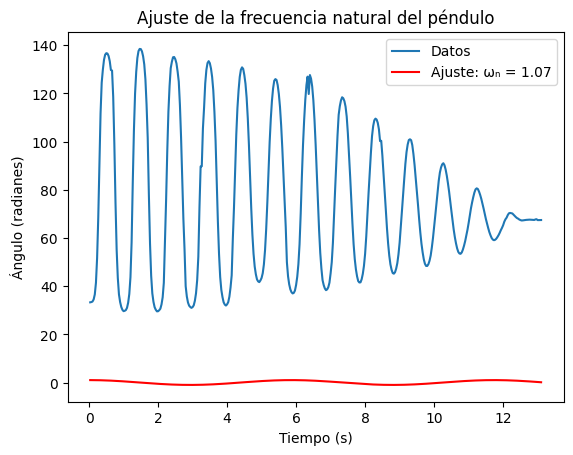 Ajuste de la frecuencia natural del péndulo
Datos
Ajuste: ωₙ = 1.07
Ángulo (radianes)
140
120
100
80
60
40
20
0
0 2 4 6 8 10 12
Tiempo (s)